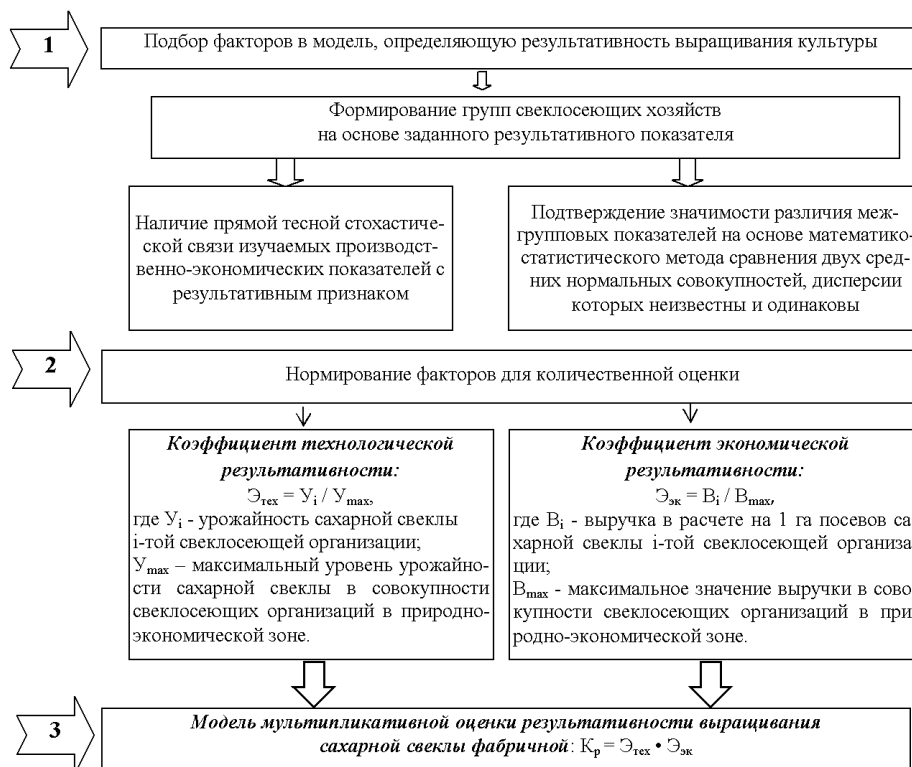 1
Подбор факторов в модель, определяющую результативность выращивания культуры
Формирование групп свеклосеющих хозяйств
на основе заданного результативного показателя
Наличие прямой тесной стохастиче-
ской связи изучаемых производст-
венно-экономических показателей с
результативным признаком
Подтверждение значимости различия меж-
групповых показателей на основе математико-
статистического метода сравнения двух сред-
них нормальных совокупностей, дисперсии
которых неизвестны и одинаковы
2
Нормирование факторов для количественной оценки
Коэффициент технологической
результативности:
Этех = Уi / Уmax,
где Уi - урожайность сахарной свеклы
i-той свеклосеющей организации;
Уmax – максимальный уровень урожайно-
сти сахарной свеклы в совокупности
свеклосеющих организаций в природно-
экономической зоне.
Коэффициент экономической
результативности:
Ээк = Вi / Вmax,
где Вi - выручка в расчете на 1 га посевов са
харной свеклы i-той свеклосеющей организа
ции;
Вmax - максимальное значение выручки в сово
купности свеклосеющих организаций в при
родно-экономической зоне.
3
Модель мультипликативной оценки результативности выращивания
сахарной свеклы фабричной: Кр = Этех • Ээк